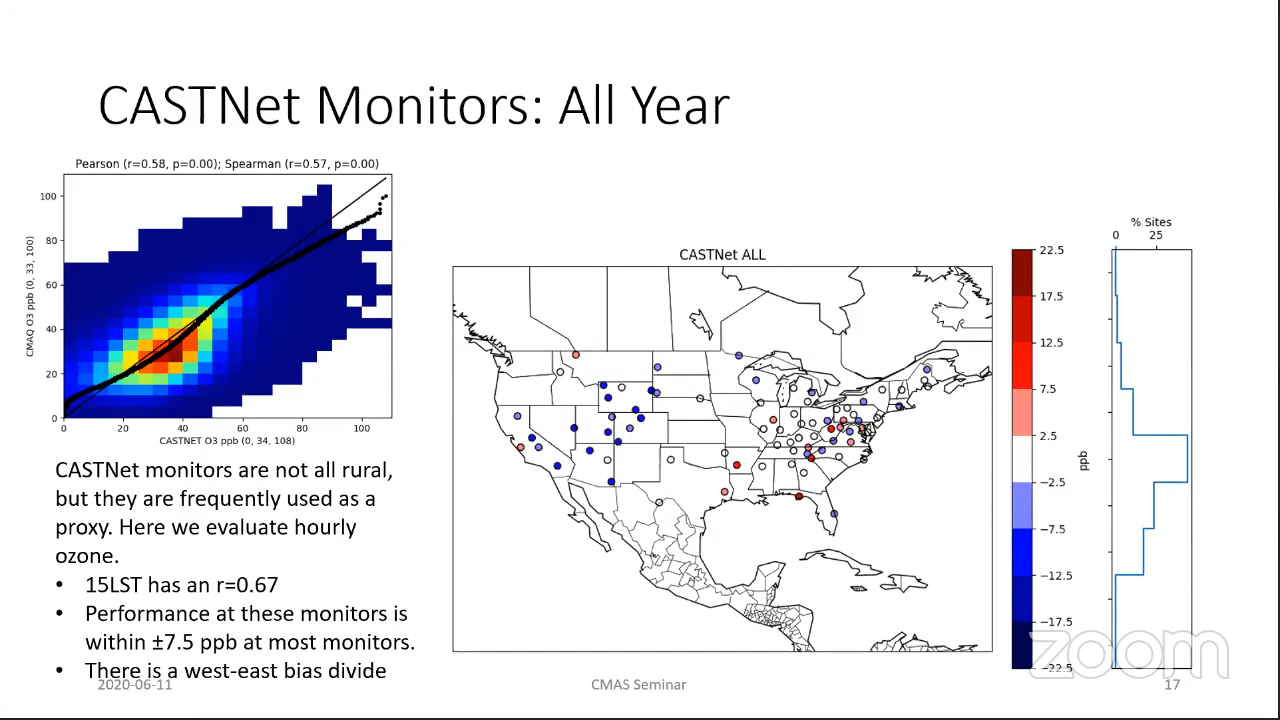 CASTNet Monitors: All Year
Pearson (r=0.58, p=0.00); Spearman (r=0.57, p=0.00)
CMAQ O3 ppb (0, 33, 100)
100
80
60
40
20
0
0 20 40 60 80 100
CASTNET O3 ppb (0, 34, 108)
CASTNet monitors are not all rural,
but they are frequently used as a
proxy. Here we evaluate hourly
ozone.
• 15LST has an r=0.67
• Performance at these monitors is
within ±7.5 ppb at most monitors.
• There is a west-east bias divide
CASTNet ALL
22.5
17.5
12.5
7.5
2.5
−2.5
−7.5
−12.5
−17.5
−22.5
ppb
% Sites
0 25
zoom
2020-06-11
CMAS Seminar
17